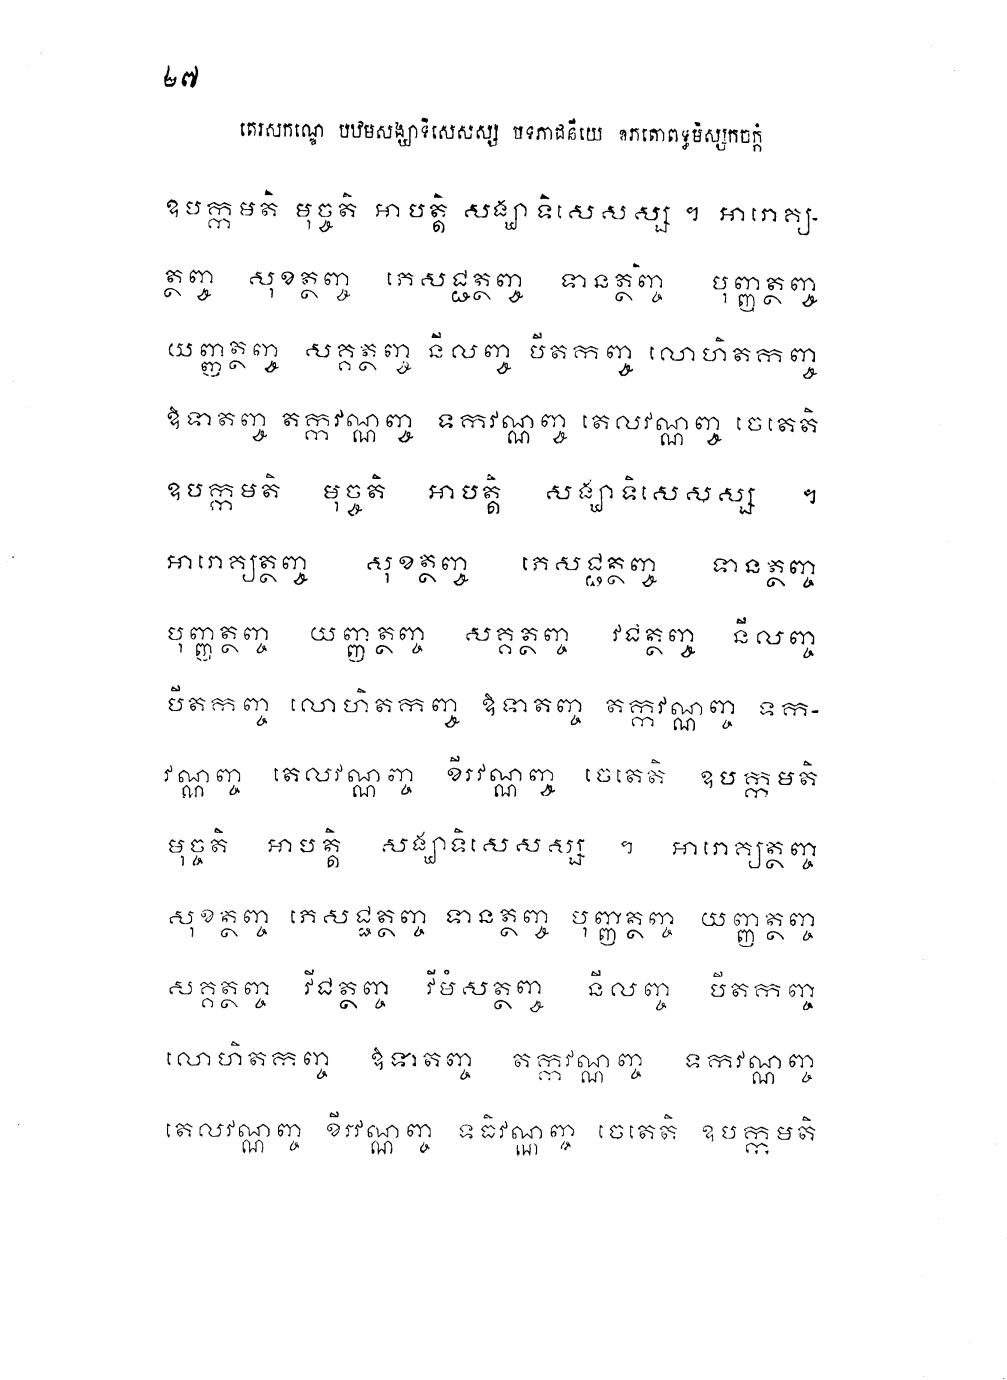 ២៧
តេរសកណ្ឌេ បឋមសង្ឃាទិសេសស្ស បទភាជនីយេ ឧភតោពទ្ធមិស្សកចក្កំ
ឧបក្កមតិ មុច្ចតិ អាបត្តិ សង្ឃាទិសេសស្ស ។ អារោគ្យ-
ត្ថញ្ច សុខត្ថញ្ច ភេសជ្ជត្ថញ្ច ទានត្ថញ្ច បុញ្ញត្ថញ្ច
យញ្ញត្ថញ្ច សគ្គត្ថញ្ច នីលញ្ច បីតកញ្ច លោហិតកញ្ច
ឱទាតញ្ច តក្កវណ្ណញ្ច ទកវណ្ណញ្ច តេលវណ្ណញ្ច ចេតេតិ
ឧបក្កមតិ មុច្ចតិ អាបត្តិ សង្ឃាទិសេសស្ស ។
អារោគ្យត្ថញ្ច សុខត្ថញ្ច ភេសជ្ជត្ថញ្ច ទានត្ថញ្ច
បុញ្ញត្ថញ្ច យញ្ញត្ថញ្ច សគ្គត្ថញ្ច វជត្ថញ្ច នីលញ្ច
បីតកញ្ច លោហិតកញ្ច ឱទាតញ្ច តក្កវណ្ណញ្ច ទក-
វណ្ណញ្ច តេលវណ្ណញ្ច ខីរវណ្ណញ្ច ចេតេតិ ឧបក្កមតិ
មុច្ចតិ អាបត្តិ សង្ឃាទិសេសស្ស ។ អារោគ្យត្ថញ្ច
សុខត្ថញ្ច ភេសជ្ជត្ថញ្ច ទានត្ថញ្ច បុញ្ញត្ថញ្ច យញ្ញត្ថញ្ច
សគ្គត្ថញ្ច វីជត្ថញ្ច វីមំសត្ថញ្ច នីលញ្ច បីតកញ្ច
លោហិតកញ្ច ឱទាតញ្ច តក្កវណ្ណញ្ច ទកវណ្ណញ្ច
តេលវណ្ណញ្ច ខីរវណ្ណញ្ច ទធិវណ្ណញ្ច ចេតេតិ ឧបក្កមតិ